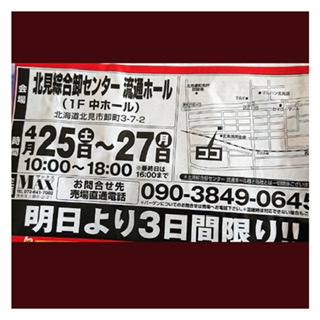 会場
北見綜合卸センター 流通ホール
(1F 中ホール)
北海道北見市卸町3-7-2
時間
4月25日土~27日月
10:00~18:00 ※最終日は16:00まで
MAX
お問合せ先
売場直通電話
090-3849-0645
明日より3日間限り!!